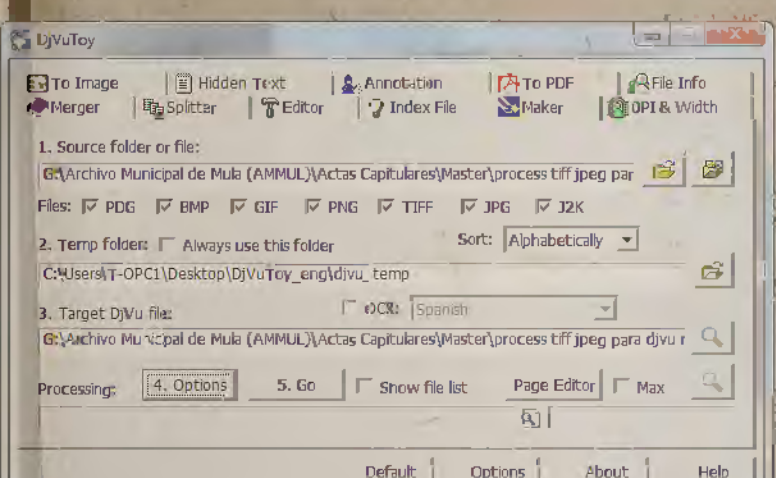 DjVuToy
To Image Hidden Text Annotation To PDF File Info
Merger Splitter Editor Index File Maker DPI & Width
1. Source folder or file:
G:\Archivo Municipal de Mula (AMMUL)\Actas Capitulares\Master\process tiff jpeg par
Files: PDG BMP GIF PNG TIFF JPG J2K
2. Temp folder: Always use this folder Sort: Alphabetically
C:\Users\T-OPC1\Desktop\DjVuToy_eng\djvu_temp
3. Target DjVu file: OCR: Spanish
G:\Archivo Municipal de Mula (AMMUL)\Actas Capitulares\Master\process tiff jpeg para djvu r
Processing: 4. Options 5. Go Show file list Page Editor Max
Default Options About Help